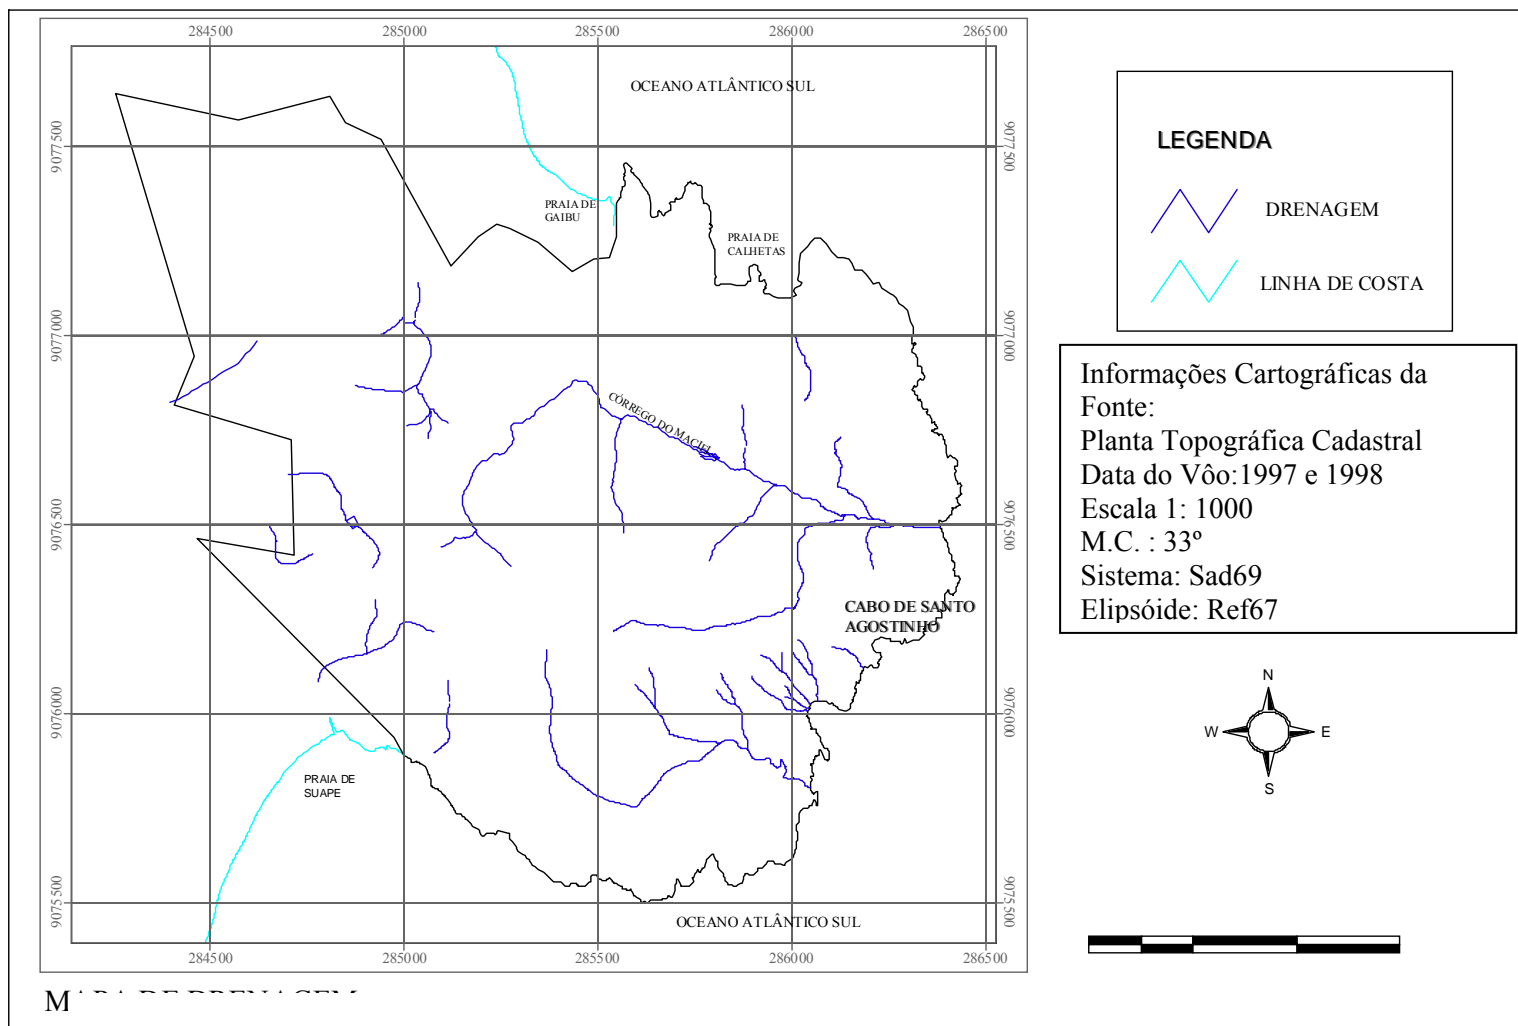 284500 285000 285500 286000 286500
OCEANO ATLÂNTICO SUL
9077500
9077500
PRAIA DE
GAIBU
PRAIA DE
CALHETAS
9077000
9077000
CÓRREGO DO MACIEL
9076500
9076500
CABO DE SANTO
AGOSTINHO
9076000
9076000
PRAIA DE
SUAPE
9075500
9075500
OCEANO ATLÂNTICO SUL
284500 285000 285500 286000 286500
MAPA DE DRENAGEM
LEGENDA
DRENAGEM
LINHA DE COSTA
Informações Cartográficas da
Fonte:
Planta Topográfica Cadastral
Data do Vôo:1997 e 1998
Escala 1: 1000
M.C. : 33º
Sistema: Sad69
Elipsóide: Ref67
N
W E
S